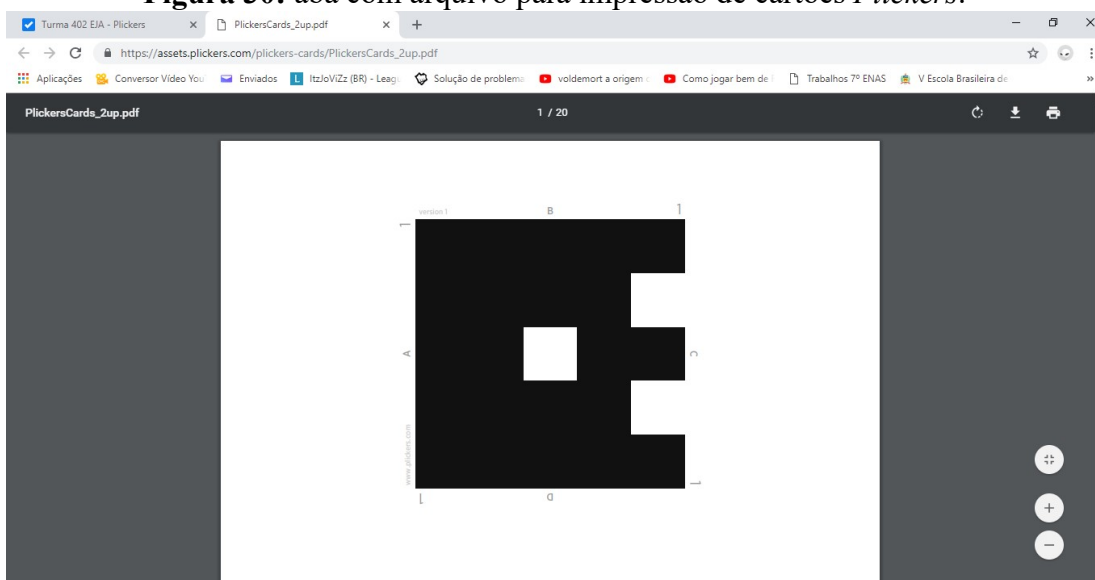 Figura 30: aba com arquivo para impressão de cartões Plickers.
Turma 402 EJA - Plickers
PlickersCards_2up.pdf
https://assets.plickers.com/plickers-cards/PlickersCards_2up.pdf
Aplicações Conversor Vídeo You Enviados ItzJoViZz (BR) - Leag Solução de problema voldemort a origem Como jogar bem de Trabalhos 7º ENAS V Escola Brasileira de
PlickersCards_2up.pdf 1 / 20
version 1 B 1
1
A C
www.plickers.com
1
1 D